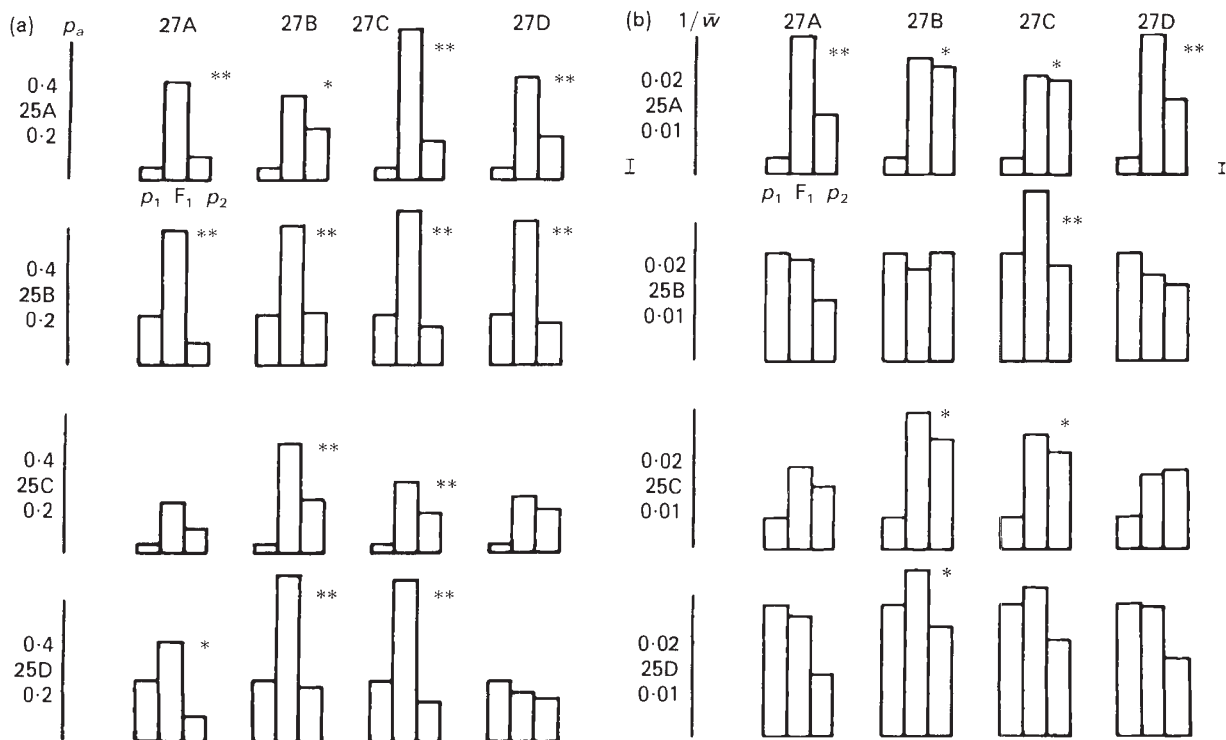 (a) pₐ 27A 27B 27C 27D
0·4 ** * ** **
25A
0·2
p₁ F₁ p₂
0·4 ** ** ** **
25B
0·2
0·4 ** **
25C
0·2
0·4 * ** **
25D
0·2
(b) 1/w̄ 27A 27B 27C 27D
0·02 ** * * **
25A
0·01
p₁ F₁ p₂
0·02 **
25B
0·01
0·02 * *
25C
0·01
0·02 *
25D
0·01